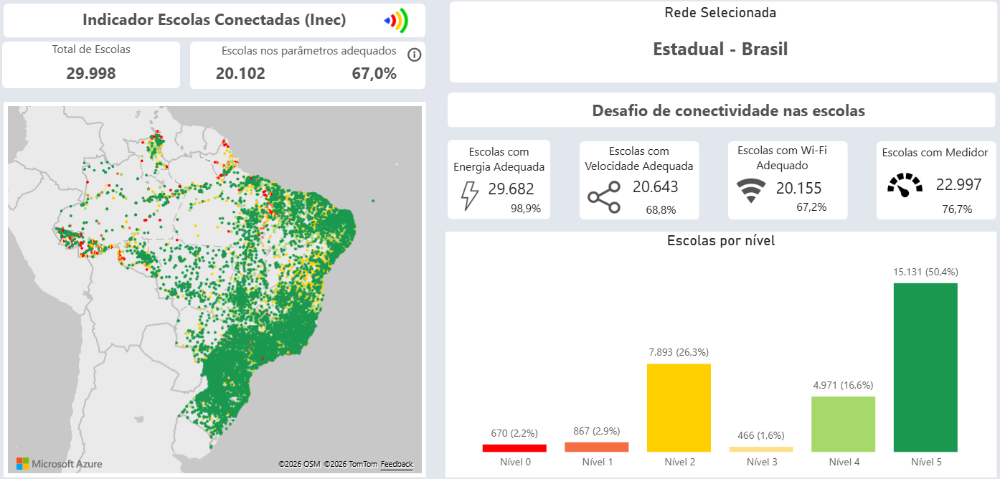 Indicador Escolas Conectadas (Inec)
Total de Escolas
29.998
Escolas nos parâmetros adequados
20.102 67,0%
Microsoft Azure
©2026 OSM ©2026 TomTom Feedback
Rede Selecionada
Estadual - Brasil
Desafio de conectividade nas escolas
Escolas com
Energia Adequada
29.682
98,9%
Escolas com
Velocidade Adequada
20.643
68,8%
Escolas com Wi-Fi
Adequado
20.155
67,2%
Escolas com Medidor
22.997
76,7%
Escolas por nível
670 (2,2%)
867 (2,9%)
7.893 (26,3%)
466 (1,6%)
4.971 (16,6%)
15.131 (50,4%)
Nível 0
Nível 1
Nível 2
Nível 3
Nível 4
Nível 5